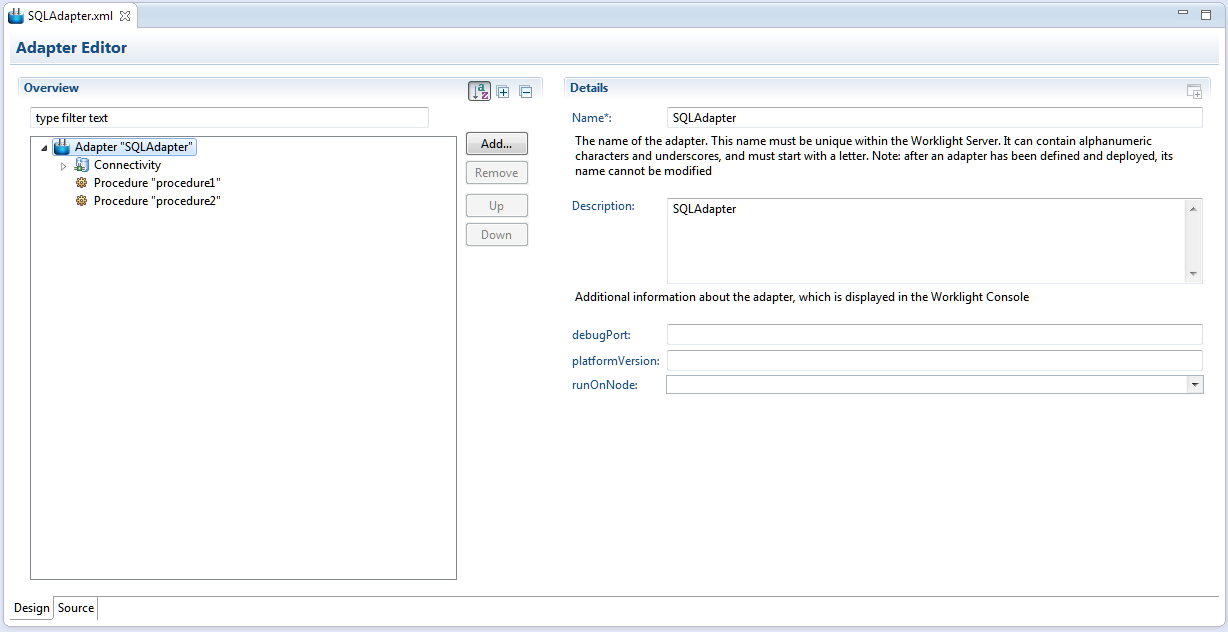 SQLAdapter.xml
Adapter Editor
Overview
type filter text
Adapter "SQLAdapter"
Connectivity
Procedure "procedure1"
Procedure "procedure2"
Add...
Remove
Up
Down
Details
Name*: SQLAdapter
The name of the adapter. This name must be unique within the Worklight Server. It can contain alphanumeric
characters and underscores, and must start with a letter. Note: after an adapter has been defined and deployed, its
name cannot be modified
Description: SQLAdapter
Additional information about the adapter, which is displayed in the Worklight Console
debugPort:
platformVersion:
runOnNode:
Design Source